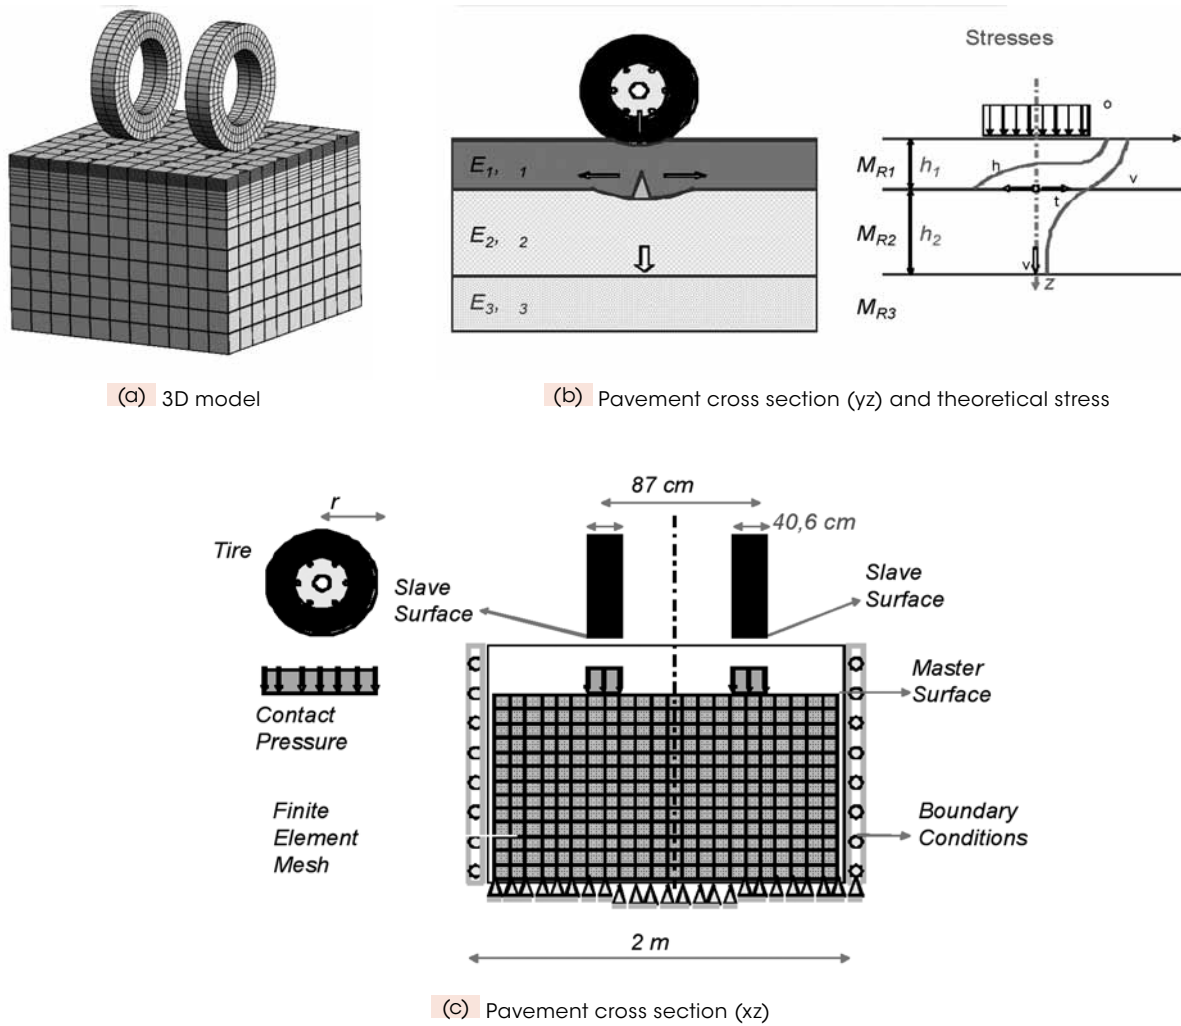 Stresses
o
E1, 1
E2, 2
E3, 3
MR1 h1
h
v
t
MR2 h2
v
z
MR3
(a) 3D model
(b) Pavement cross section (yz) and theoretical stress
87 cm
r
40,6 cm
Tire
Slave
Surface
Slave
Surface
Master
Surface
Contact
Pressure
Finite
Element
Mesh
Boundary
Conditions
2 m
(c) Pavement cross section (xz)